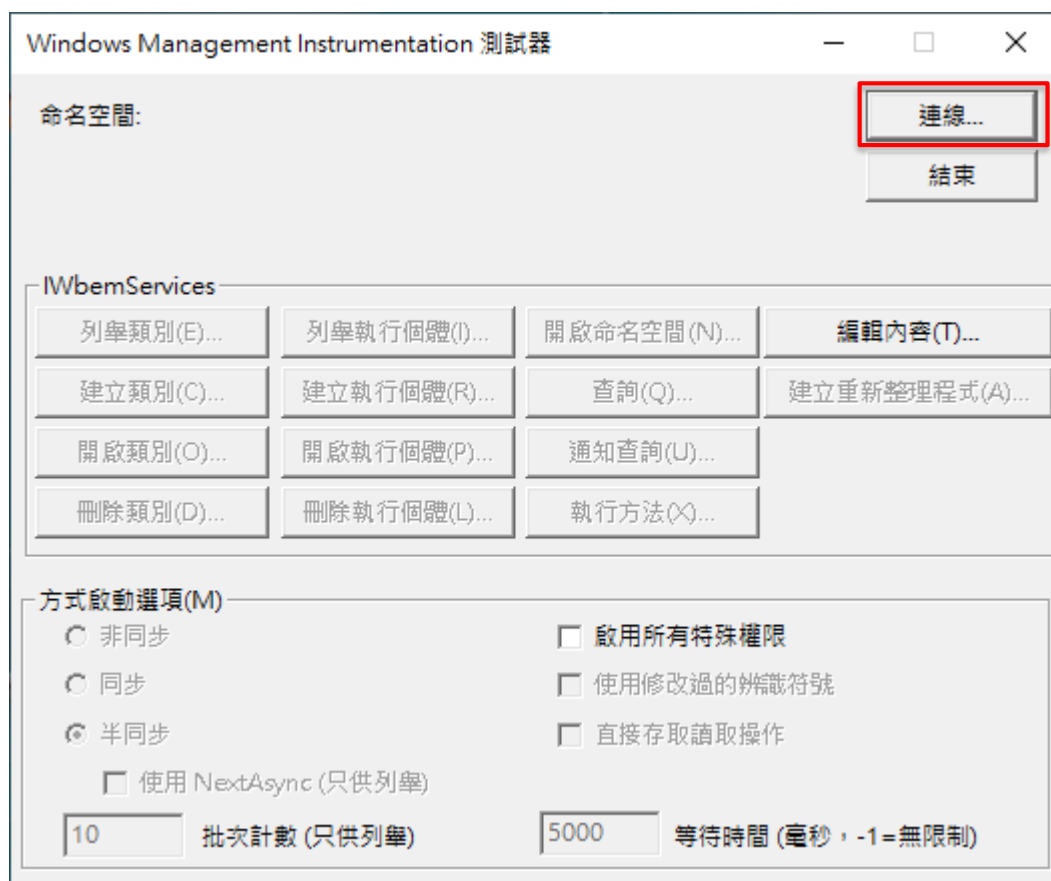 Windows Management Instrumentation 測試器
命名空間:
連線...
結束
IWbemServices
列舉類別(E)... 列舉執行個體(I)... 開啟命名空間(N)... 編輯內容(T)...
建立類別(C)... 建立執行個體(R)... 查詢(Q)... 建立重新整理程式(A)...
開啟類別(O)... 開啟執行個體(P)... 通知查詢(U)...
刪除類別(D)... 刪除執行個體(L)... 執行方法(X)...
方式啟動選項(M)
非同步 啟用所有特殊權限
同步 使用修改過的辨識符號
半同步 直接存取讀取操作
使用 NextAsync (只供列舉)
10 批次計數 (只供列舉) 5000 等待時間 (毫秒，-1=無限制)